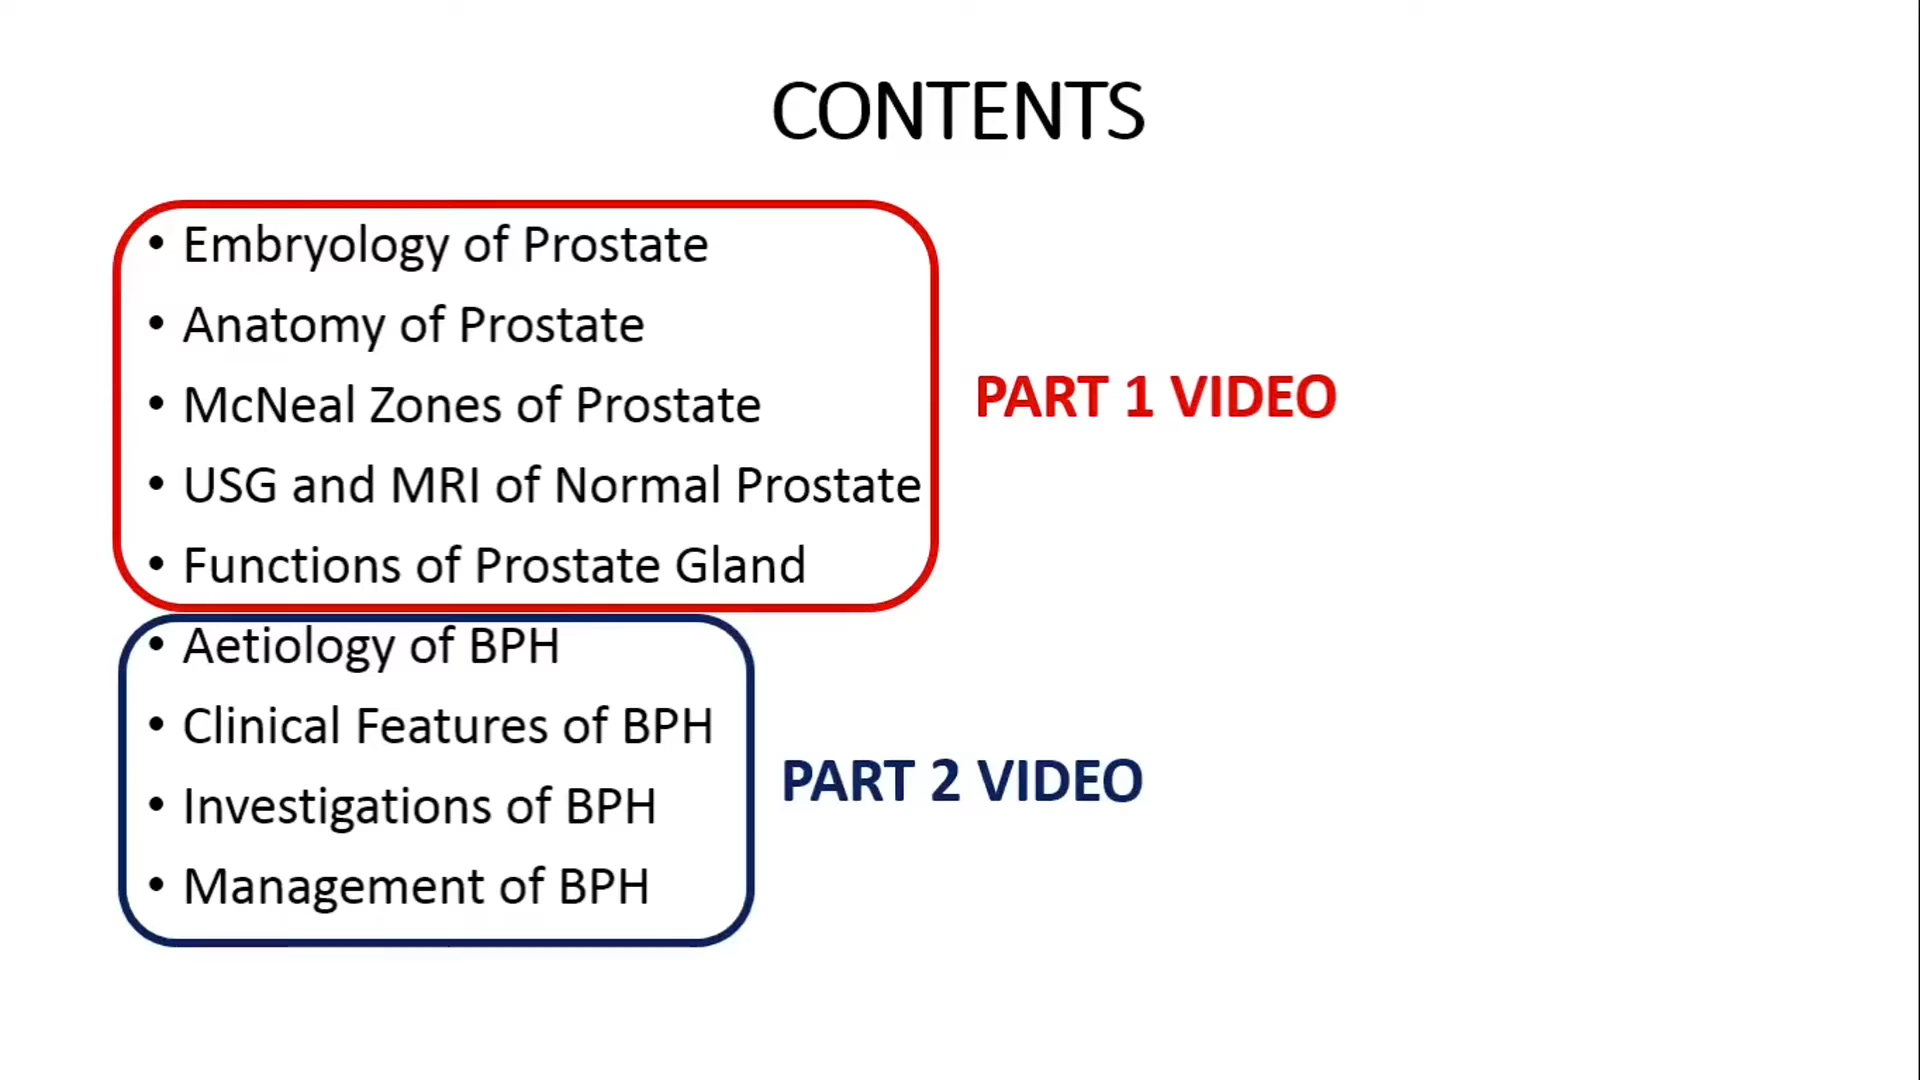 CONTENTS
• Embryology of Prostate
• Anatomy of Prostate
• McNeal Zones of Prostate
• USG and MRI of Normal Prostate
• Functions of Prostate Gland
PART 1 VIDEO
• Aetiology of BPH
• Clinical Features of BPH
• Investigations of BPH
• Management of BPH
PART 2 VIDEO